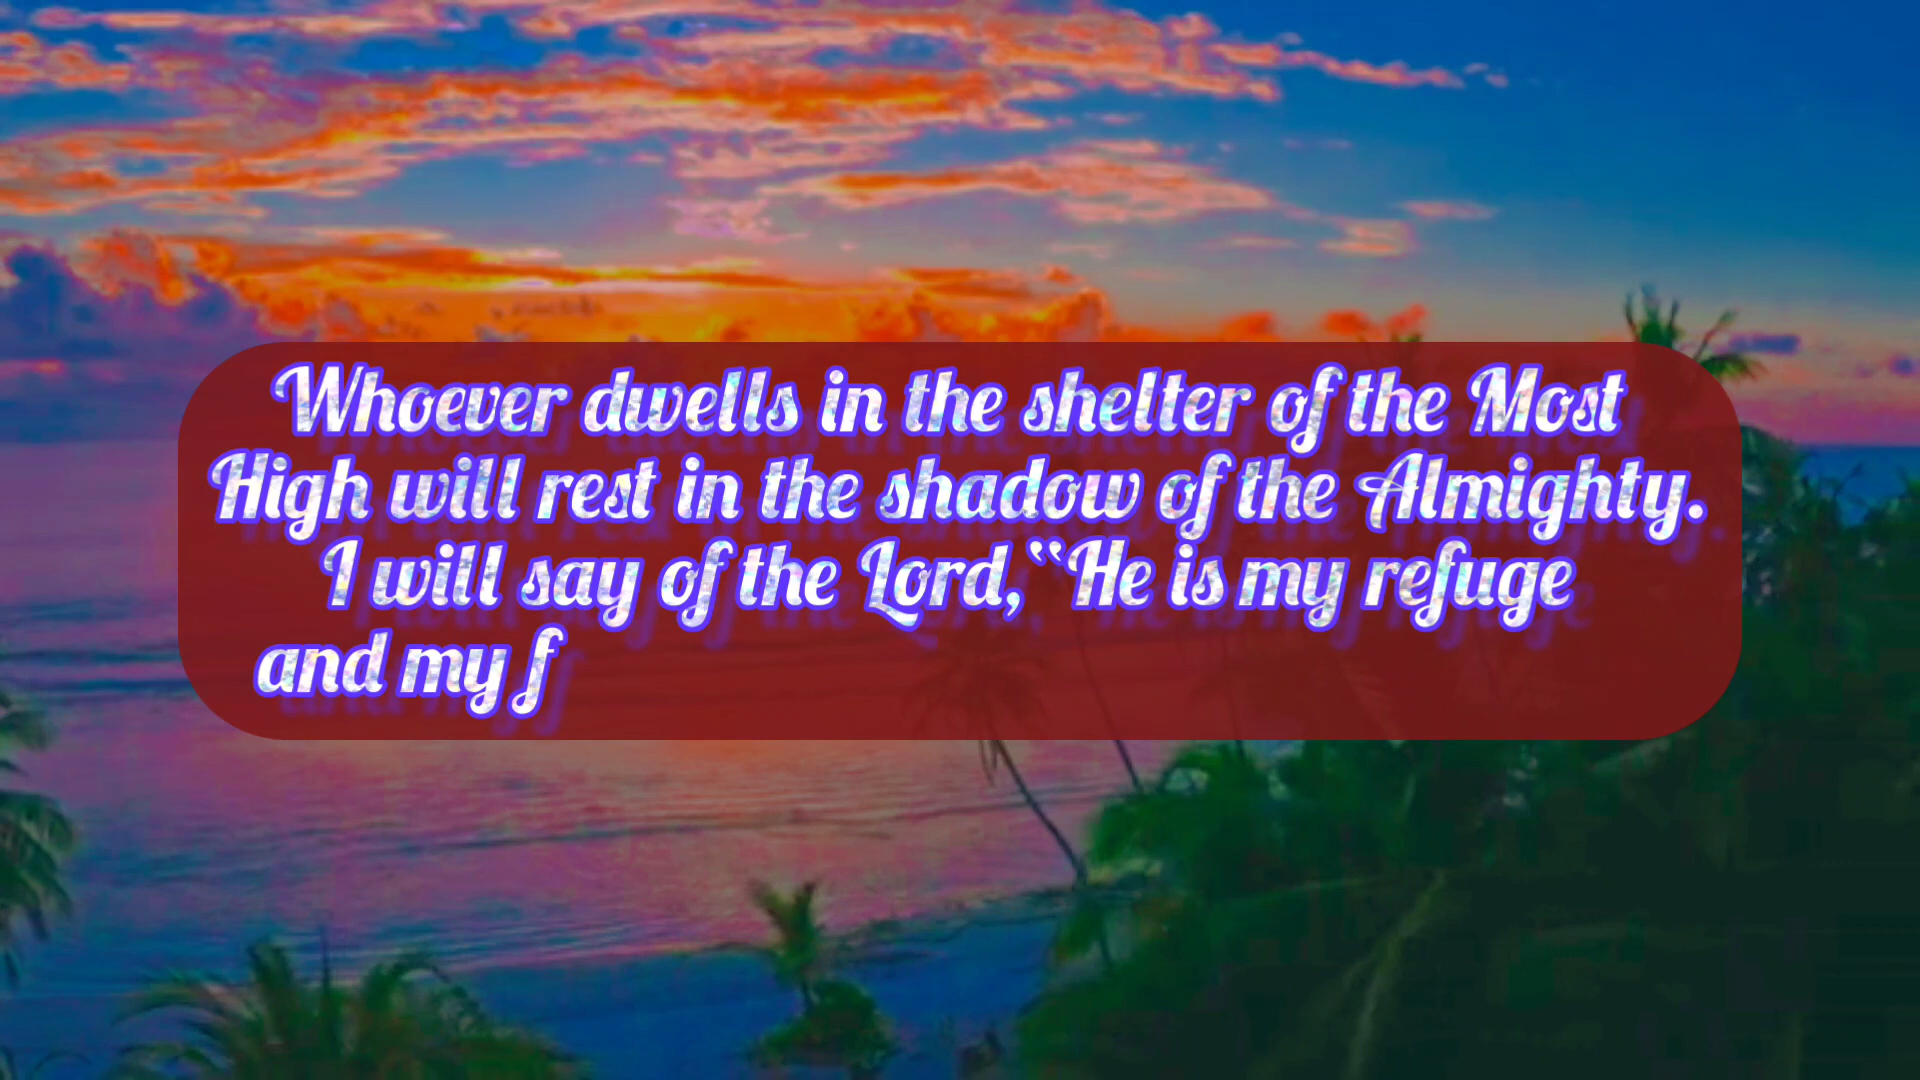 Whoever dwells in the shelter of the Most
High will rest in the shadow of the Almighty.
I will say of the Lord, “He is my refuge
and my f